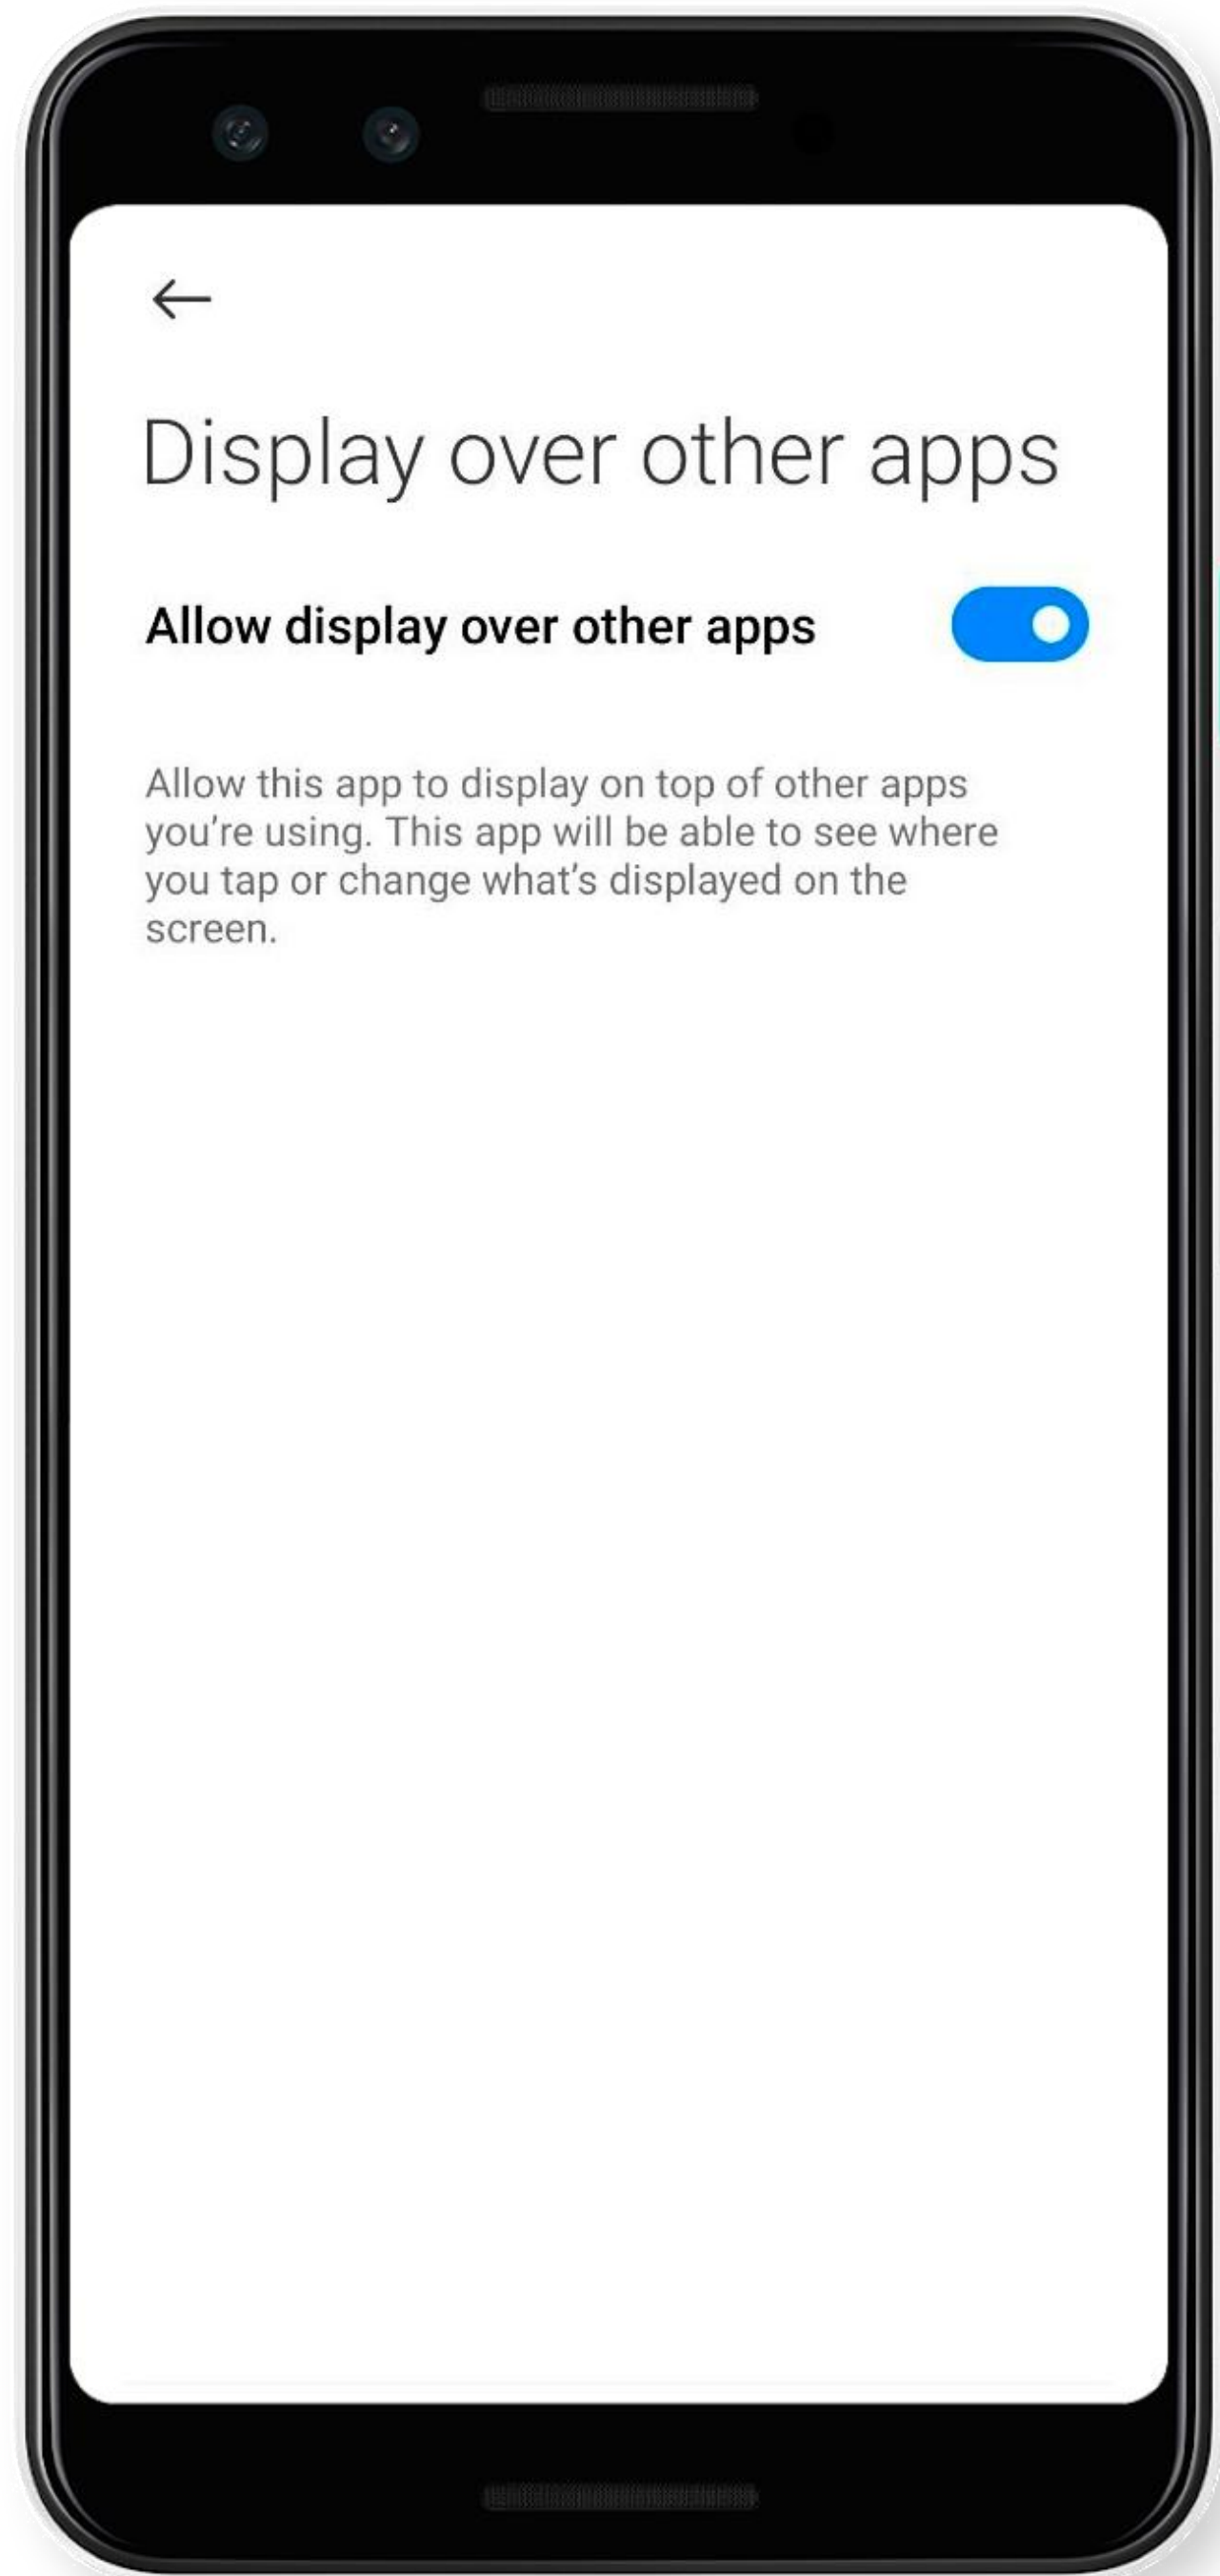 Display over other apps
Allow display over other apps
Allow this app to display on top of other apps
you're using. This app will be able to see where
you tap or change what's displayed on the
screen.